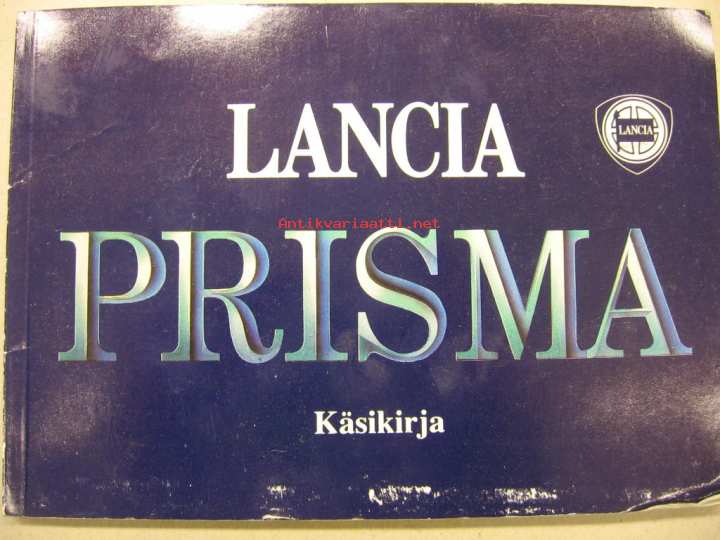 LANCIA
LANCIA
Antikvariaatti.net
PRISMA
Käsikirja